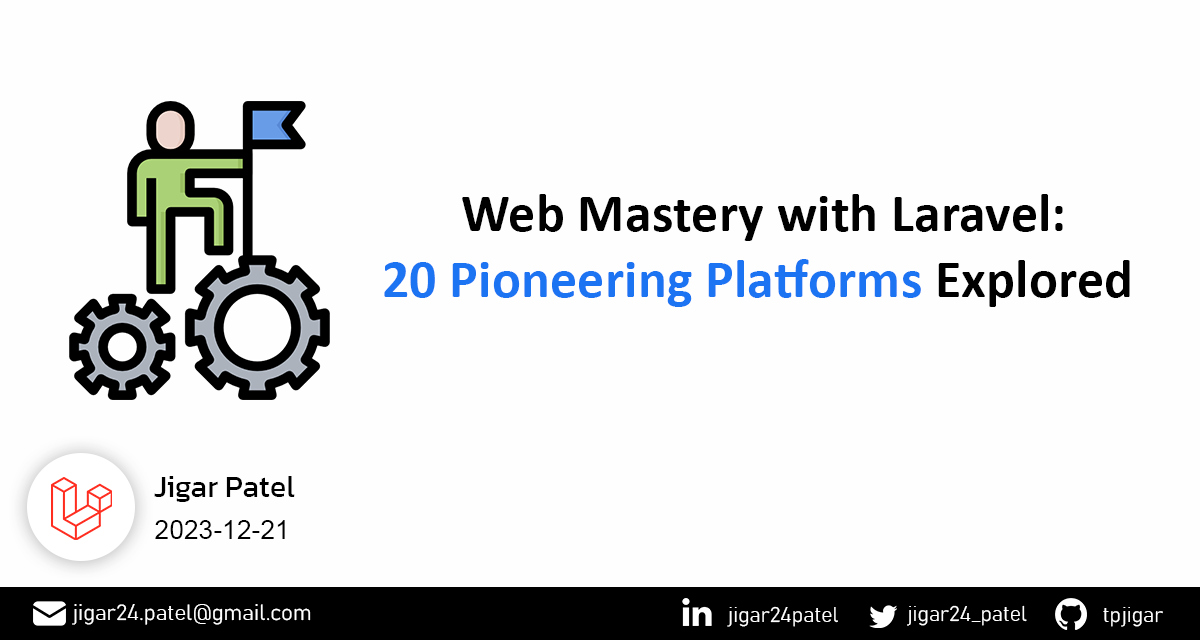 Web Mastery with Laravel:
20 Pioneering Platforms Explored
Jigar Patel
2023-12-21
jigar24.patel@gmail.com
in jigar24patel
jigar24_patel
tpjigar